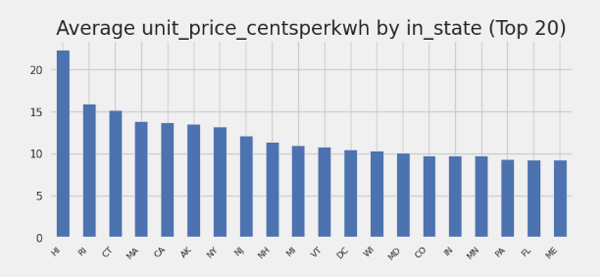 Average unit_price_centsperkwh by in_state (Top 20)
20
15
10
5
0
HI RI CT MA CA AK NY NJ NH MI VT DC WI MD CO IN MN PA FL ME